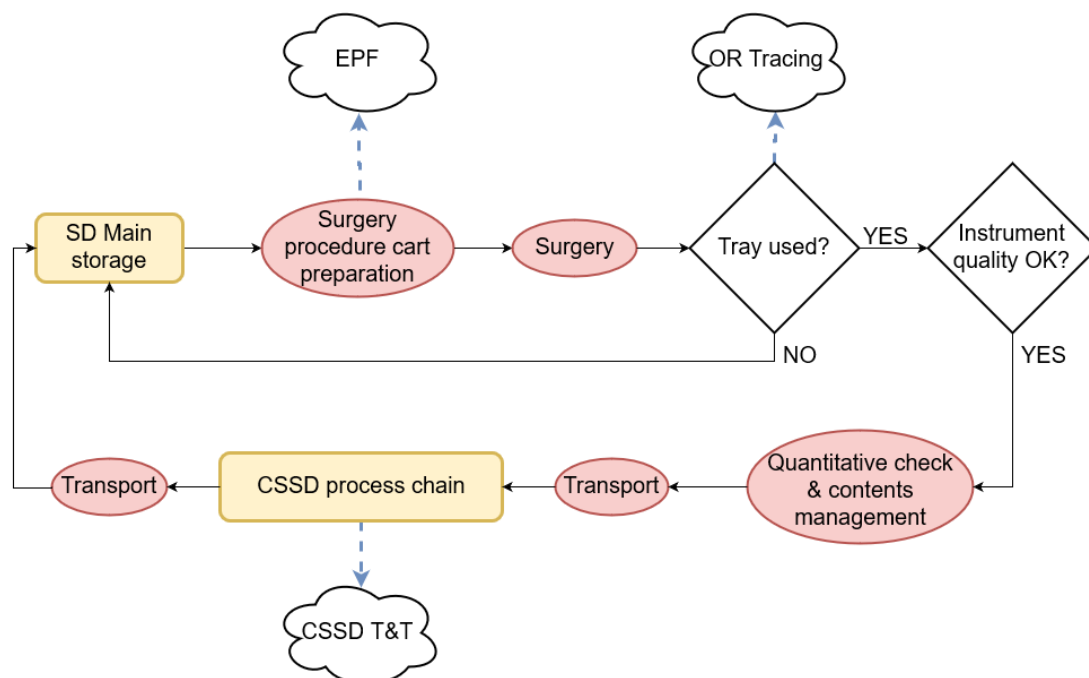 EPF
OR Tracing
SD Main
storage
Surgery
procedure cart
preparation
Surgery
Tray used?
YES
Instrument
quality OK?
NO
YES
Transport
CSSD process chain
Transport
Quantitative check
& contents
management
CSSD T&T